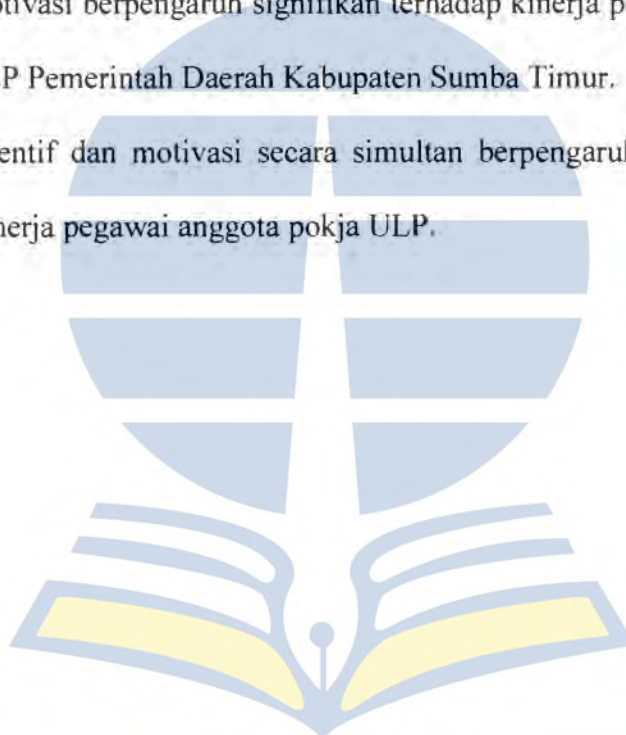 otivasi berpengaruh signifikan terhadap kinerja p
P Pemerintah Daerah Kabupaten Sumba Timur.
entif dan motivasi secara simultan berpengaruh
nerja pegawai anggota pokja ULP.